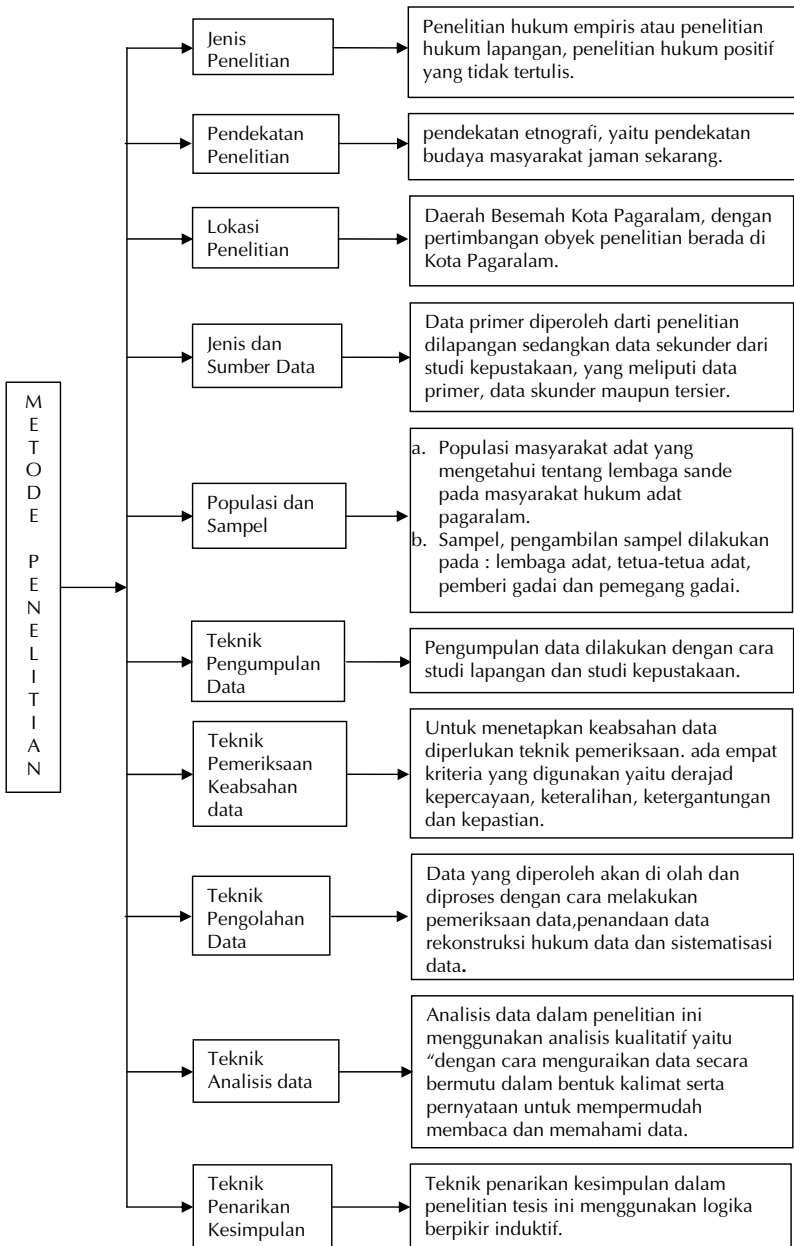 METODE PENELITIAN
Jenis
Penelitian
Penelitian hukum empiris atau penelitian
hukum lapangan, penelitian hukum positif
yang tidak tertulis.
Pendekatan
Penelitian
pendekatan etnografi, yaitu pendekatan
budaya masyarakat jaman sekarang.
Lokasi
Penelitian
Daerah Besemah Kota Pagaralam, dengan
pertimbangan obyek penelitian berada di
Kota Pagaralam.
Jenis dan
Sumber Data
Data primer diperoleh darti penelitian
dilapangan sedangkan data sekunder dari
studi kepustakaan, yang meliputi data
primer, data skunder maupun tersier.
Populasi dan
Sampel
a. Populasi masyarakat adat yang
mengetahui tentang lembaga sande
pada masyarakat hukum adat
pagaralam.
b. Sampel, pengambilan sampel dilakukan
pada : lembaga adat, tetua-tetua adat,
pemberi gadai dan pemegang gadai.
Teknik
Pengumpulan
Data
Pengumpulan data dilakukan dengan cara
studi lapangan dan studi kepustakaan.
Teknik
Pemeriksaan
Keabsahan
data
Untuk menetapkan keabsahan data
diperlukan teknik pemeriksaan. ada empat
kriteria yang digunakan yaitu derajad
kepercayaan, keteralihan, ketergantungan
dan kepastian.
Teknik
Pengolahan
Data
Data yang diperoleh akan di olah dan
diproses dengan cara melakukan
pemeriksaan data,penandaan data
rekonstruksi hukum data dan sistematisasi
data.
Teknik
Analisis data
Analisis data dalam penelitian ini
menggunakan analisis kualitatif yaitu
“dengan cara menguraikan data secara
bermutu dalam bentuk kalimat serta
pernyataan untuk mempermudah
membaca dan memahami data.
Teknik
Penarikan
Kesimpulan
Teknik penarikan kesimpulan dalam
penelitian tesis ini menggunakan logika
berpikir induktif.